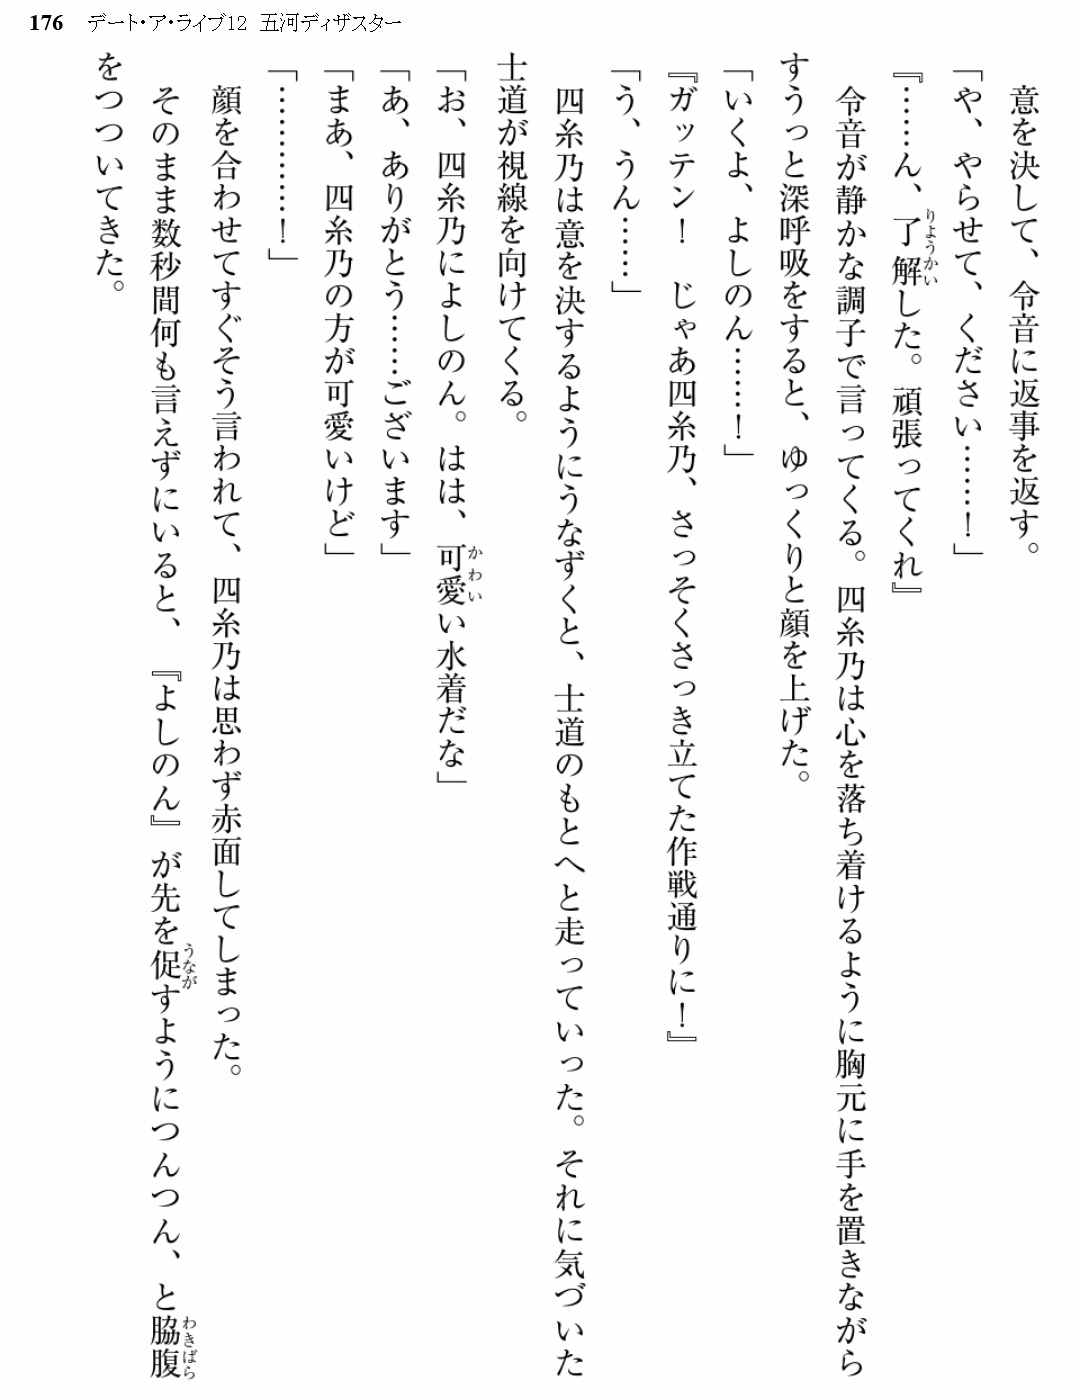 176 デート・ア・ライブ12 五河ディザスター
意を決して、令音に返事を返す。
「や、やらせて、ください……！」
『……ん、了解した。頑張ってくれ』
りょうかい
令音が静かな調子で言ってくる。四糸乃は心を落ち着けるように胸元に手を置きながら
すうっと深呼吸をすると、ゆっくりと顔を上げた。
「いくよ、よしのん……！」
『ガッテン！　じゃあ四糸乃、さっそくさっき立てた作戦通りに！』
「う、うん……」
四糸乃は意を決するようにうなずくと、士道のもとへと走っていった。それに気づいた
士道が視線を向けてくる。
「お、四糸乃によしのん。はは、可愛い水着だな」
かわい
「あ、ありがとう……ございます」
「まあ、四糸乃の方が可愛いけど」
「…………！」
顔を合わせてすぐそう言われて、四糸乃は思わず赤面してしまった。
そのまま数秒間何も言えずにいると、『よしのん』が先を促すようにつんつん、と脇腹
うなが
わきばら
をつついてきた。